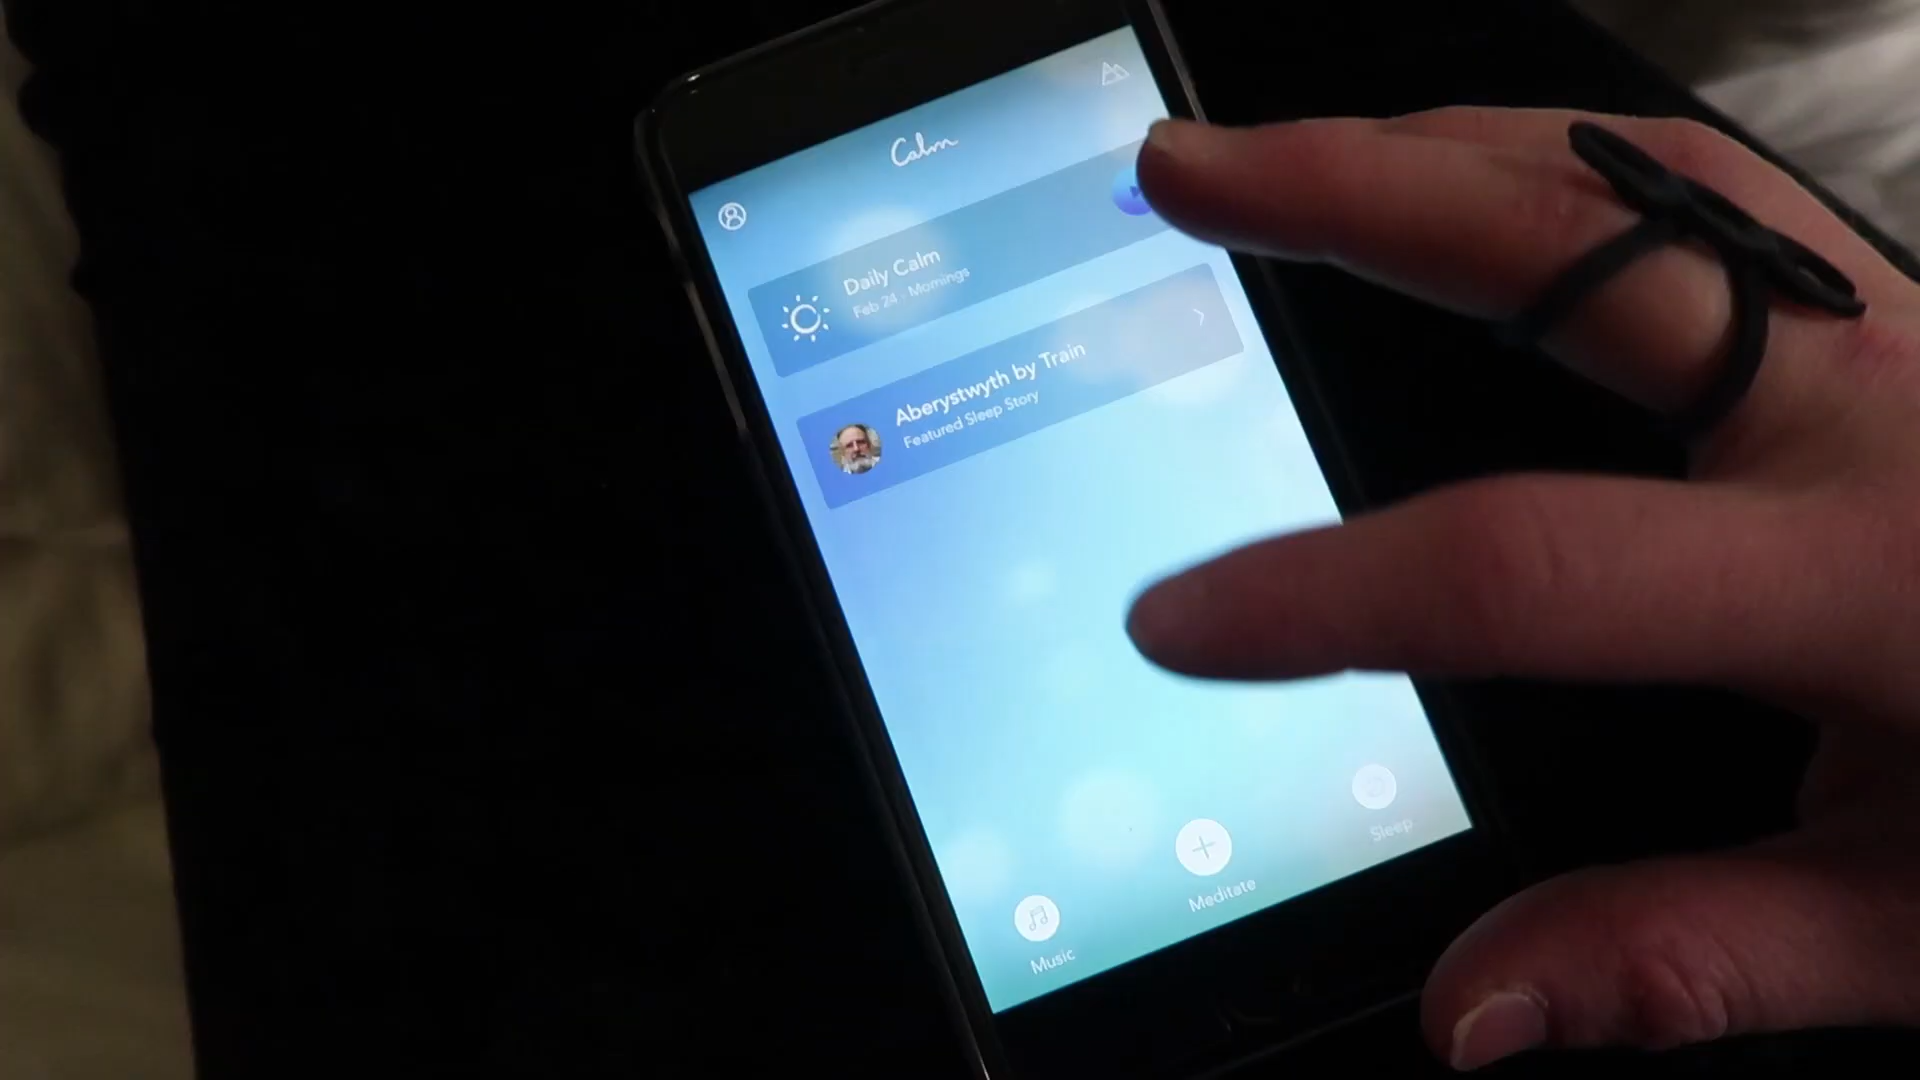 Calm
Daily Calm
Feb 24 - Mornings
Aberystwyth by Train
Featured Sleep Story
Music
Meditate
Sleep